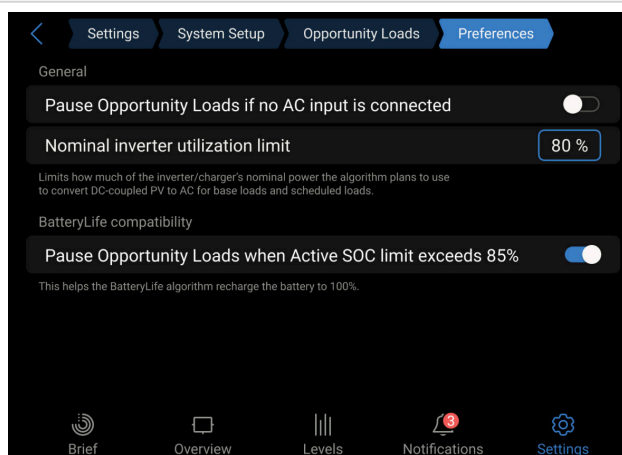 Settings System Setup Opportunity Loads Preferences
General
Pause Opportunity Loads if no AC input is connected
Nominal inverter utilization limit 80 %
Limits how much of the inverter/charger's nominal power the algorithm plans to use
to convert DC-coupled PV to AC for base loads and scheduled loads.
BatteryLife compatibility
Pause Opportunity Loads when Active SOC limit exceeds 85%
This helps the BatteryLife algorithm recharge the battery to 100%.
3
Brief Overview Levels Notifications Settings